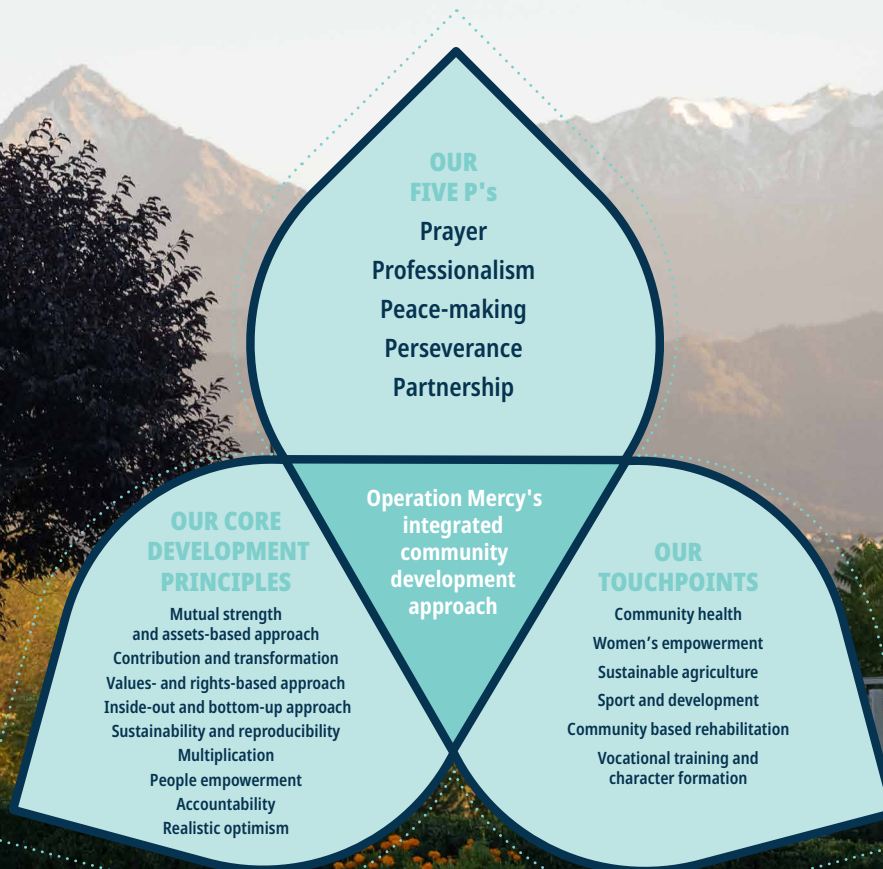 OUR
FIVE P's
Prayer
Professionalism
Peace-making
Perseverance
Partnership
Operation Mercy's
integrated
community
development
approach
OUR CORE
DEVELOPMENT
PRINCIPLES
Mutual strength
and assets-based approach
Contribution and transformation
Values- and rights-based approach
Inside-out and bottom-up approach
Sustainability and reproducibility
Multiplication
People empowerment
Accountability
Realistic optimism
OUR
TOUCHPOINTS
Community health
Women’s empowerment
Sustainable agriculture
Sport and development
Community based rehabilitation
Vocational training and
character formation